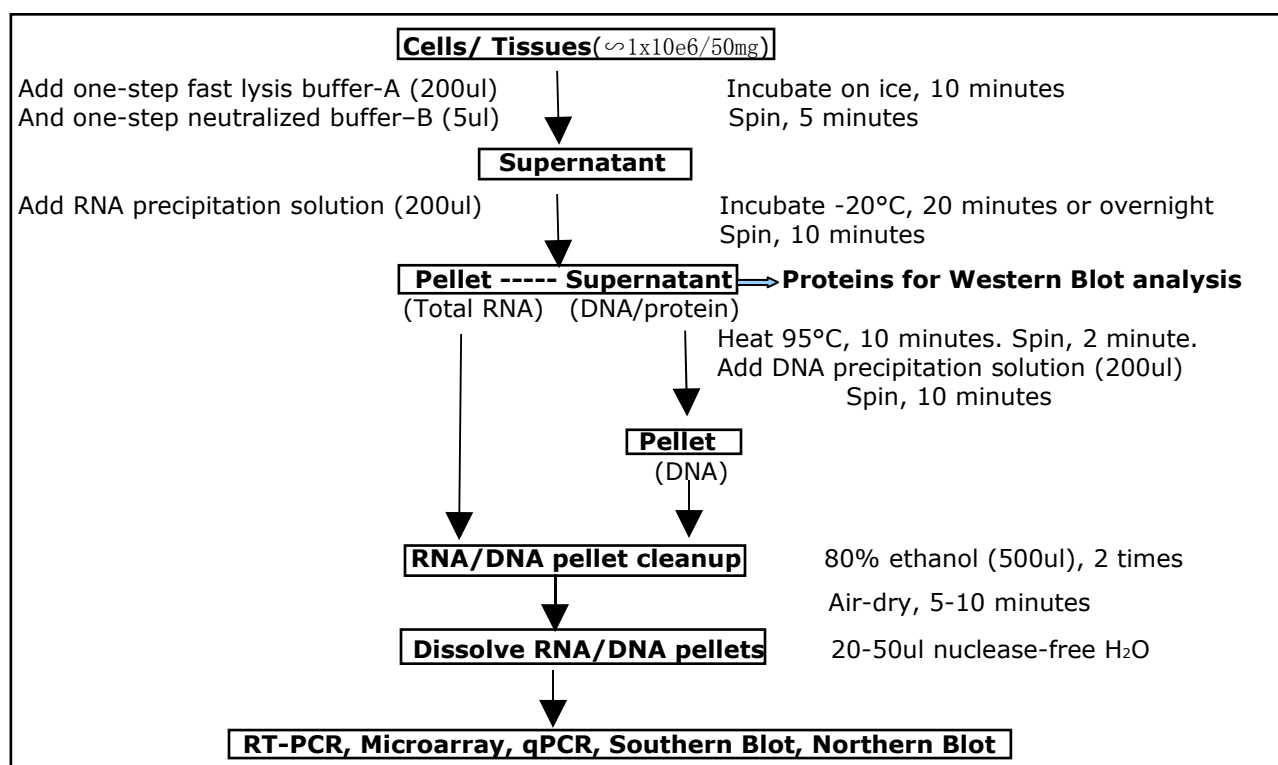 Cells/ Tissues(∽1x10e6/50mg)
Add one-step fast lysis buffer-A (200ul)
Incubate on ice, 10 minutes
And one-step neutralized buffer–B (5ul)
Spin, 5 minutes
Supernatant
Add RNA precipitation solution (200ul)
Incubate -20°C, 20 minutes or overnight
Spin, 10 minutes
Pellet ----- Supernatant
Proteins for Western Blot analysis
(Total RNA) (DNA/protein)
Heat 95°C, 10 minutes. Spin, 2 minute.
Add DNA precipitation solution (200ul)
Spin, 10 minutes
Pellet
(DNA)
RNA/DNA pellet cleanup
80% ethanol (500ul), 2 times
Air-dry, 5-10 minutes
Dissolve RNA/DNA pellets
20-50ul nuclease-free H₂O
RT-PCR, Microarray, qPCR, Southern Blot, Northern Blot